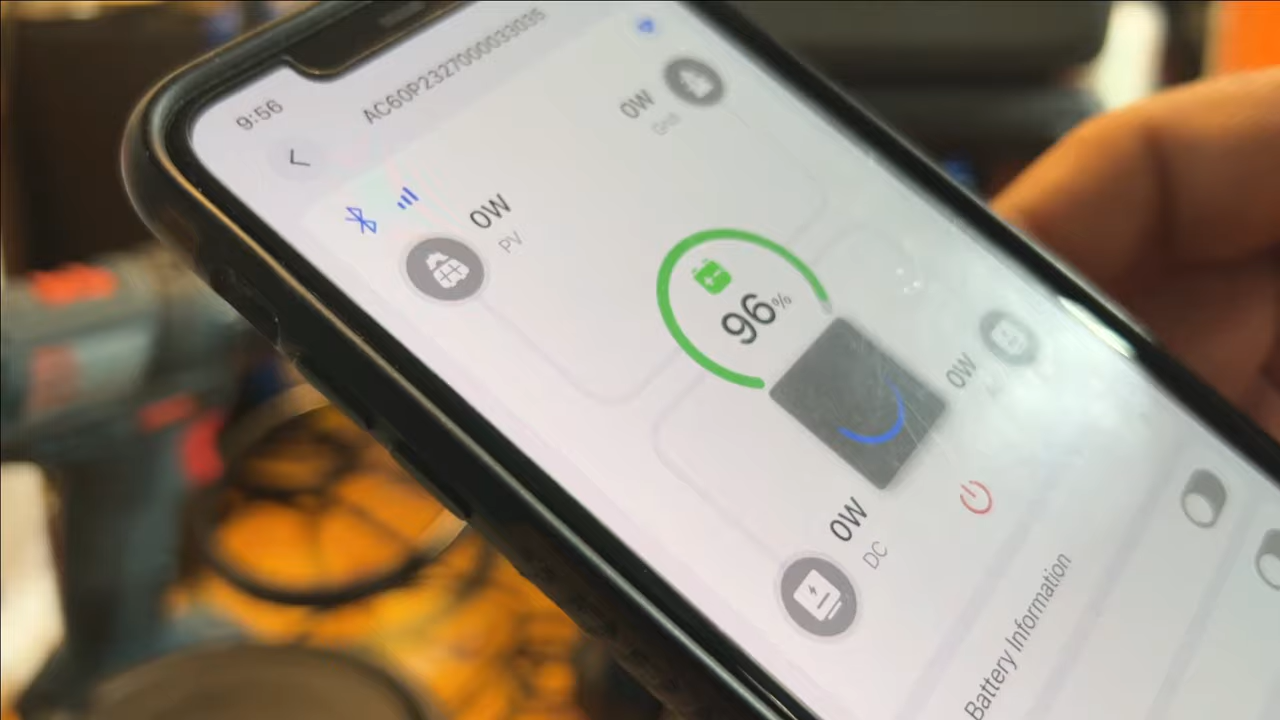 9:56
AC60P2327000033035
0W
Grid
0W
PV
96%
0W
0W
DC
Battery Information